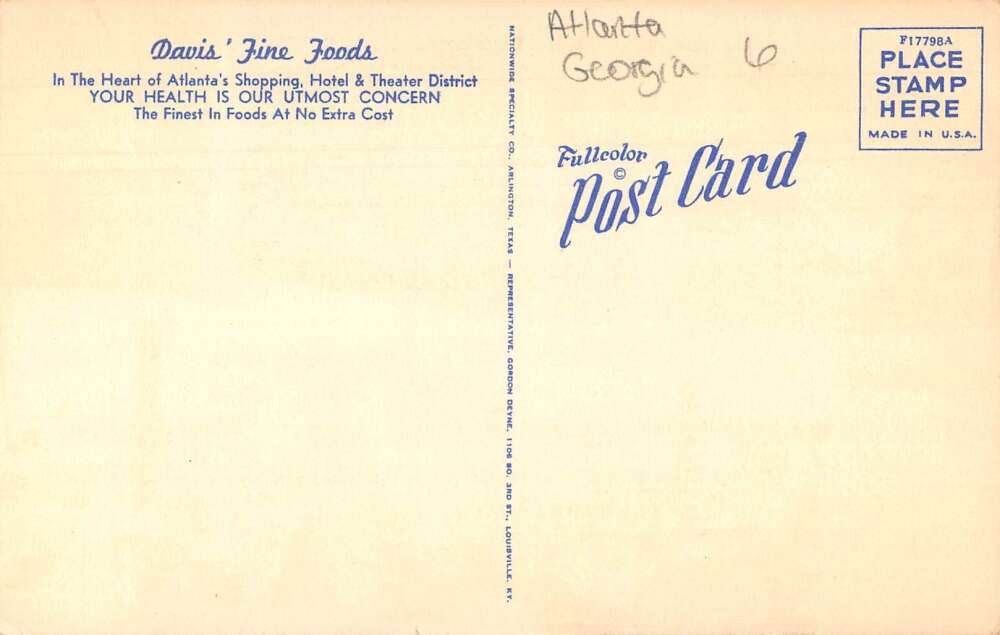 Davis' Fine Foods
In The Heart of Atlanta's Shopping, Hotel & Theater District
YOUR HEALTH IS OUR UTMOST CONCERN
The Finest In Foods At No Extra Cost
NATIONWIDE SPECIALTY CO., ARLINGTON, TEXAS — REPRESENTATIVE, GORDON DEYNE, 1106 SO. 3RD ST., LOUISVILLE, KY.
Atlanta
Georgia 6
Fullcolor
©
Post Card
F17798A
PLACE
STAMP
HERE
MADE IN U.S.A.